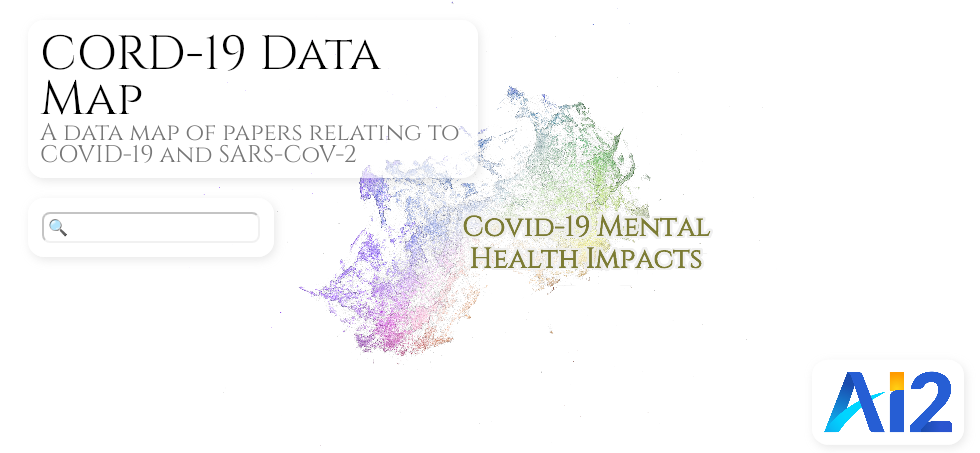 CORD-19 Data
Map
A data map of papers relating to
COVID-19 and SARS-CoV-2
Covid-19 Mental
Health Impacts
Ai2